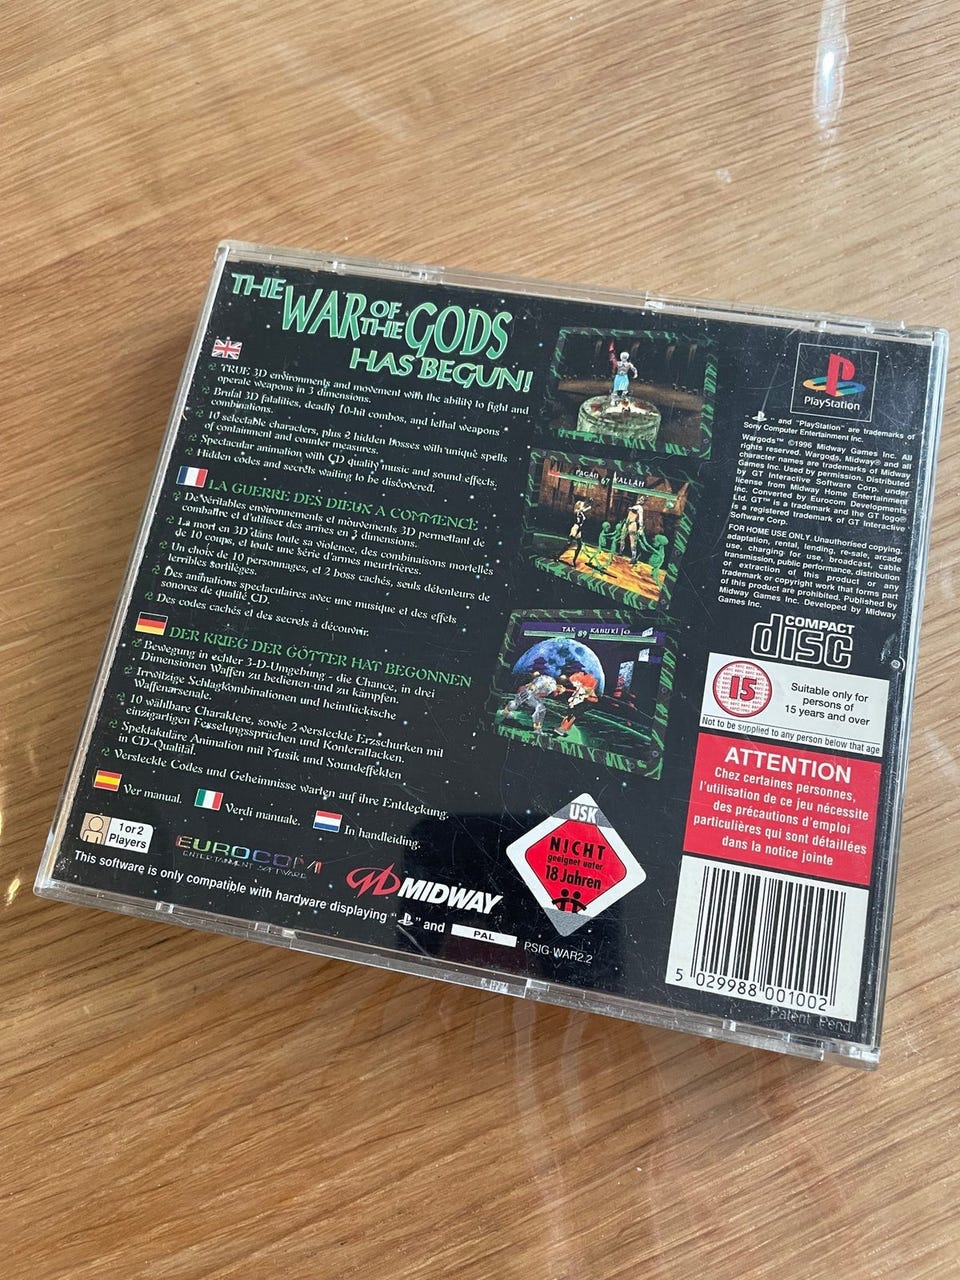 THE WAR OF THE GODS
HAS BEGUN!
TRUE 3D environments and movement with the ability to fight and
operate weapons in 3 dimensions.
Brutal 3D fatalities, deadly 10-hit combos, and lethal weapons
combinations.
10 selectable characters, plus 2 hidden bosses with unique spells
of containment and counter measures.
Spectacular animation with CD quality music and sound effects.
Hidden codes and secrets waiting to be discovered.
LA GUERRE DES DIEUX A COMMENCÉ
De Véritables environnements et mouvements 3D permettant de
combattre et d'utiliser des armes en 3 dimensions.
La mort en 3D dans toute sa violence, des combinaisons mortelles
de 10 coups, et toute une série d'armes meurtrières.
Un choix de 10 personnages, et 2 boss cachés, seuls détenteurs de
terribles sortilèges.
Des animations spectaculaires avec une musique et des effets
sonores de qualité CD.
Des codes cachés et des secrets à découvrir.
DER KRIEG DER GÖTTER HAT BEGONNEN
Bewegung in echter 3-D-Umgebung - die Chance, in drei
Dimensionen Waffen zu bedienen und zu kämpfen.
Irrwitzige Schlagkombinationen und heimtückische
Waffenarsenale.
10 wählbare Charaktere, sowie 2 versteckte Erzschurken mit
einzigartigen Fesselungssprüchen und Konterattacken.
Spektakuläre Animation mit Musik und Soundeffekten
in CD-Qualität.
Versteckte Codes und Geheimnisse warten auf ihre Entdeckung.
Ver manual.
Verdi manuale.
In handleiding.
1 or 2
Players
EUROCOM
ENTERTAINMENT SOFTWARE
MIDWAY
This software is only compatible with hardware displaying " " and PAL
PSIG-WAR2.2
PAGAN 67 VALLAH
TAK 89 KABUKI JO
USK
NICHT
geeignet unter
18 Jahren
PlayStation
" " and "PlayStation" are trademarks of
Sony Computer Entertainment Inc.
Wargods™ ©1996 Midway Games Inc. All
rights reserved. Wargods, Midway® and all
character names are trademarks of Midway
Games Inc. Used by permission. Distributed
by GT Interactive Software Corp. under
license from Midway Home Entertainment
Inc. Converted by Eurocom Developments
Ltd. GT™ is a trademark and the GT logo®
is a registered trademark of GT Interactive
Software Corp.
FOR HOME USE ONLY. Unauthorised copying,
adaptation, rental, lending, re-sale, arcade
use, charging for use, broadcast, cable
transmission, public performance, distribution
or extraction of this product or any
trademark or copyright work that forms part
of this product are prohibited. Published by
Midway Games Inc. Developed by Midway
Games Inc.
COMPACT
disc
15
Suitable only for
persons of
15 years and over
Not to be supplied to any person below that age
ATTENTION
Chez certaines personnes,
l'utilisation de ce jeu nécessite
des précautions d'emploi
particulières qui sont détaillées
dans la notice jointe
5 029988 001002
Patent Pend